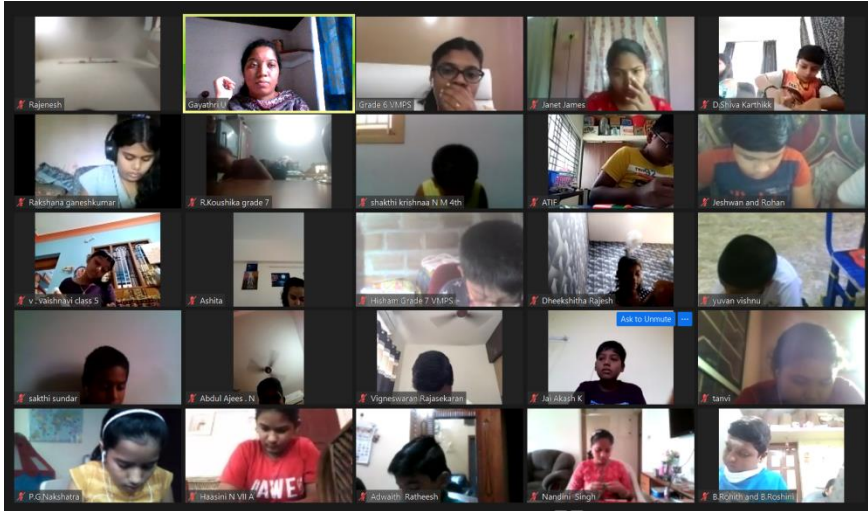 Rajenesh
Gayathri U
Grade 6 VMPS
Janet James
D.Shiva Karthikk
Rakshana ganeshkumar
R.Koushika grade 7
shakthi krishnaa N M 4th
ATIF
Jeshwan and Rohan
v . vaishnavi class 5
Ashita
Hisham Grade 7 VMPS
Dheekshitha Rajesh
yuvan vishnu
Ask to Unmute
...
sakthi sundar
Abdul Ajees . N
Vigneswaran Rajasekaran
Jai Akash K
tanvi
P.G.Nakshatra
Haasini N VII A
Adwaith Ratheesh
Nandini Singh
B.Rohith and B.Roshini